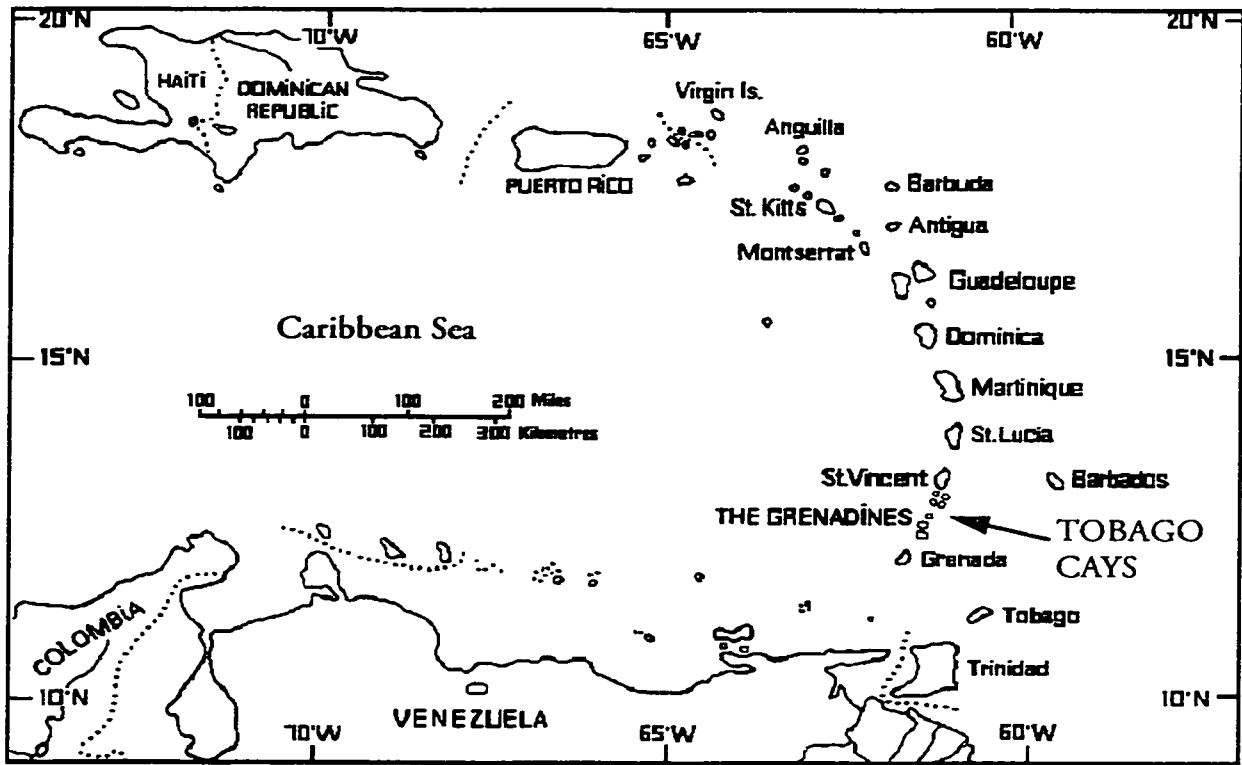 20°N
70°W
65°W
60°W
20°N
HAITI
DOMINICAN
REPUBLIC
Virgin Is.
Anguilla
PUERTO RICO
Barbuda
St. Kitts
Antigua
Montserrat
Guadeloupe
Caribbean Sea
Dominica
15°N
15°N
Martinique
100 0 100 200 Miles
100 0 100 200 300 Kilometres
St. Lucia
St. Vincent
Barbados
THE GRENADINES
TOBAGO
CAYS
Grenada
COLOMBIA
Tobago
Trinidad
10°N
10°N
VENEZUELA
70°W
65°W
60°W